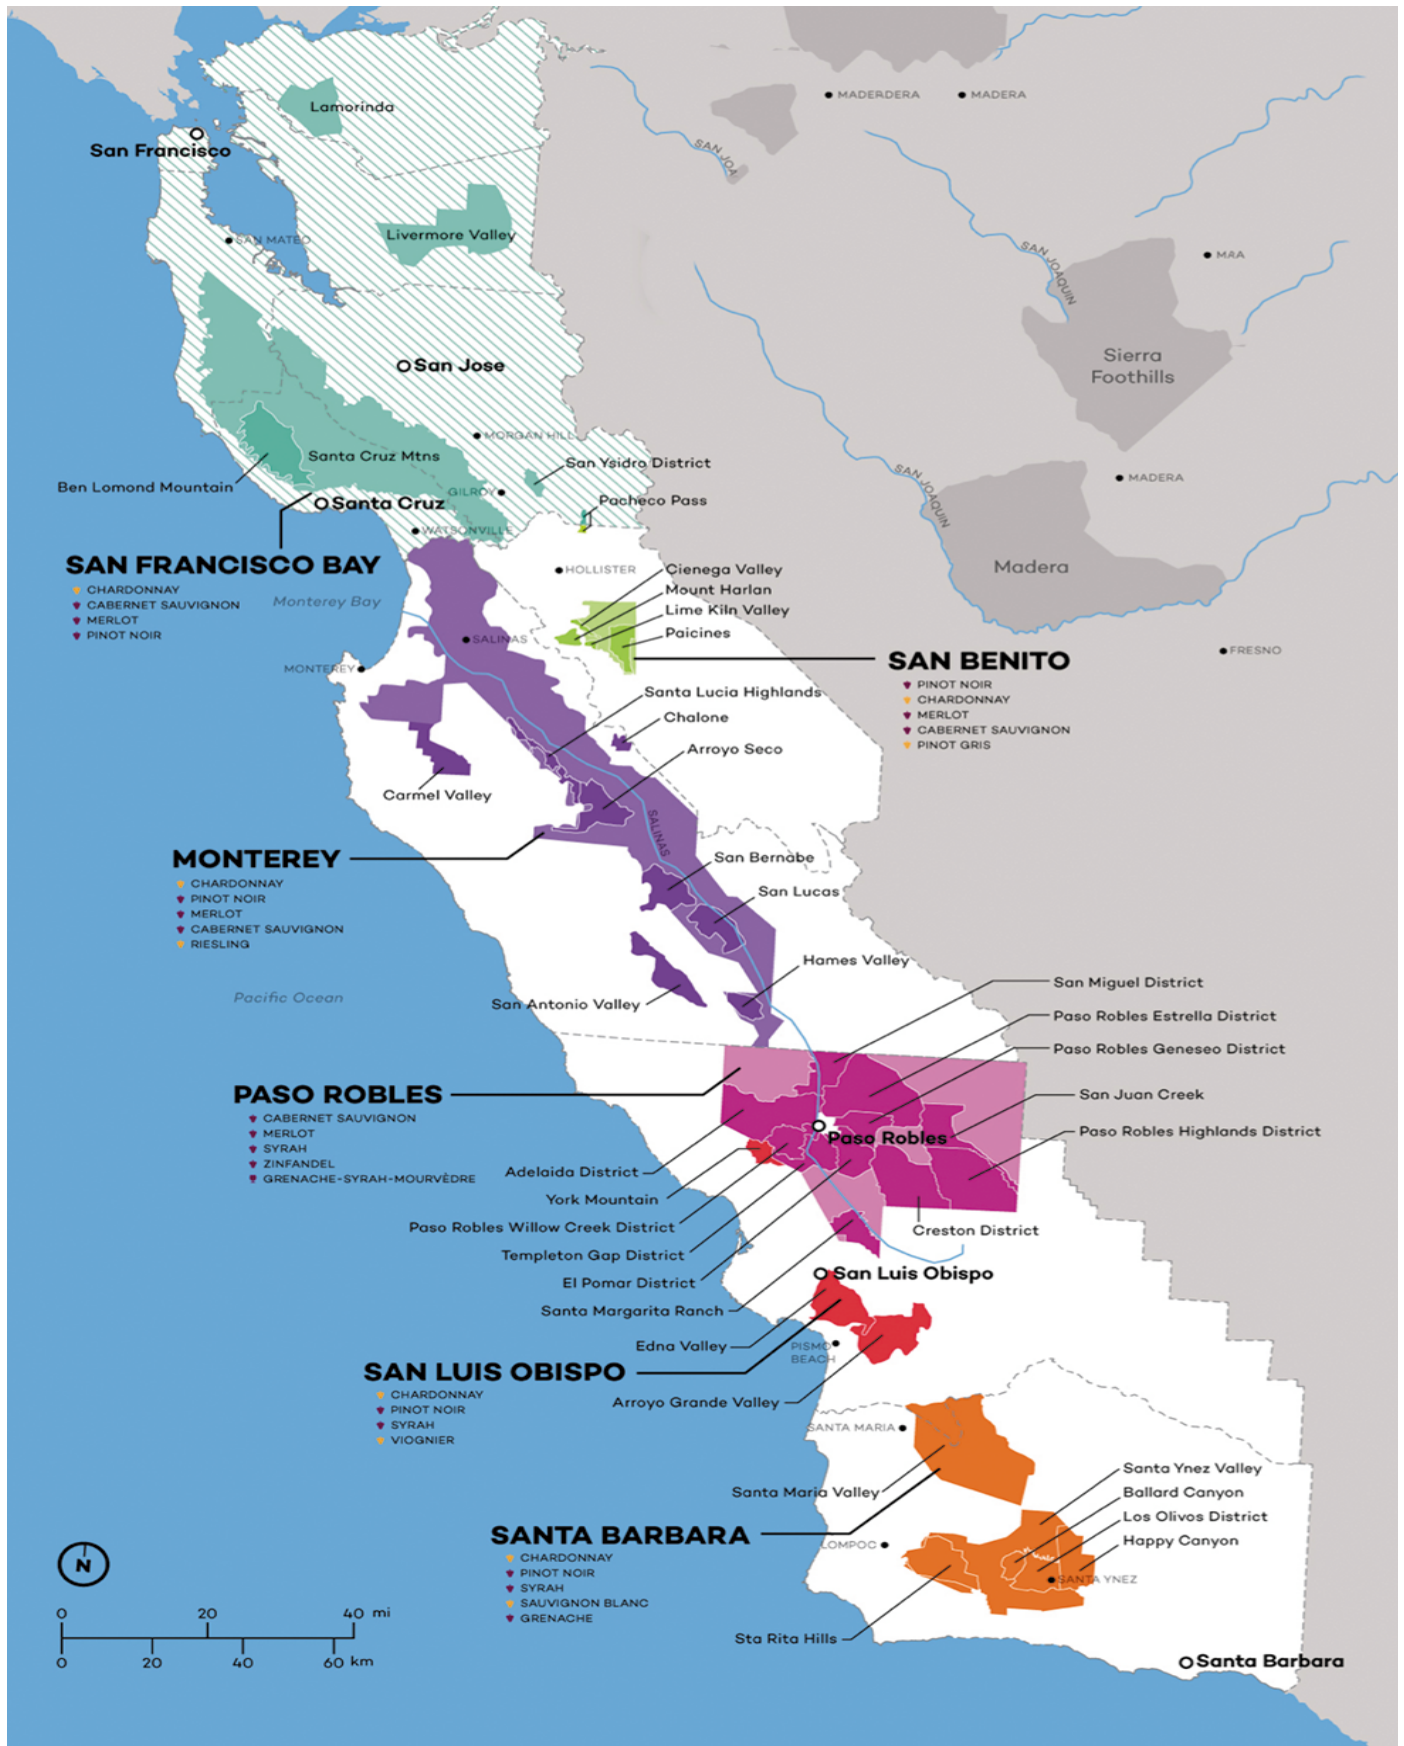 Lamorinda
MADERDERA
MADERA
San Francisco
SAN JOA
Livermore Valley
SAN MATEO
SAN JOAQUIN
MAA
San Jose
Sierra
Foothills
MORGAN HILL
Santa Cruz Mtns
San Ysidro District
SAN JOAQUIN
MADERA
Ben Lomond Mountain
GILROY
Santa Cruz
Pacheco Pass
WATSONVILLE
SAN FRANCISCO BAY
CHARDONNAY
CABERNET SAUVIGNON
MERLOT
PINOT NOIR
Monterey Bay
HOLLISTER
Cienega Valley
Mount Harlan
Lime Kiln Valley
Paicines
Madera
SALINAS
MONTEREY
FRESNO
SAN BENITO
PINOT NOIR
CHARDONNAY
MERLOT
CABERNET SAUVIGNON
PINOT GRIS
Santa Lucia Highlands
Chalone
Arroyo Seco
Carmel Valley
SALINAS
MONTEREY
CHARDONNAY
PINOT NOIR
MERLOT
CABERNET SAUVIGNON
RIESLING
San Bernabe
San Lucas
Hames Valley
Pacific Ocean
San Antonio Valley
San Miguel District
Paso Robles Estrella District
Paso Robles Geneseo District
San Juan Creek
Paso Robles Highlands District
PASO ROBLES
CABERNET SAUVIGNON
MERLOT
SYRAH
ZINFANDEL
GRENACHE-SYRAH-MOURVÈDRE
Paso Robles
Adelaida District
York Mountain
Paso Robles Willow Creek District
Creston District
Templeton Gap District
El Pomar District
San Luis Obispo
Santa Margarita Ranch
Edna Valley
PISMO
BEACH
SAN LUIS OBISPO
CHARDONNAY
PINOT NOIR
SYRAH
VIOGNIER
Arroyo Grande Valley
SANTA MARIA
Santa Maria Valley
Santa Ynez Valley
Ballard Canyon
Los Olivos District
Happy Canyon
SANTA BARBARA
CHARDONNAY
PINOT NOIR
SYRAH
SAUVIGNON BLANC
GRENACHE
LOMPOC
SANTA YNEZ
Sta Rita Hills
Santa Barbara
N
0 20 40 mi
0 20 40 60 km